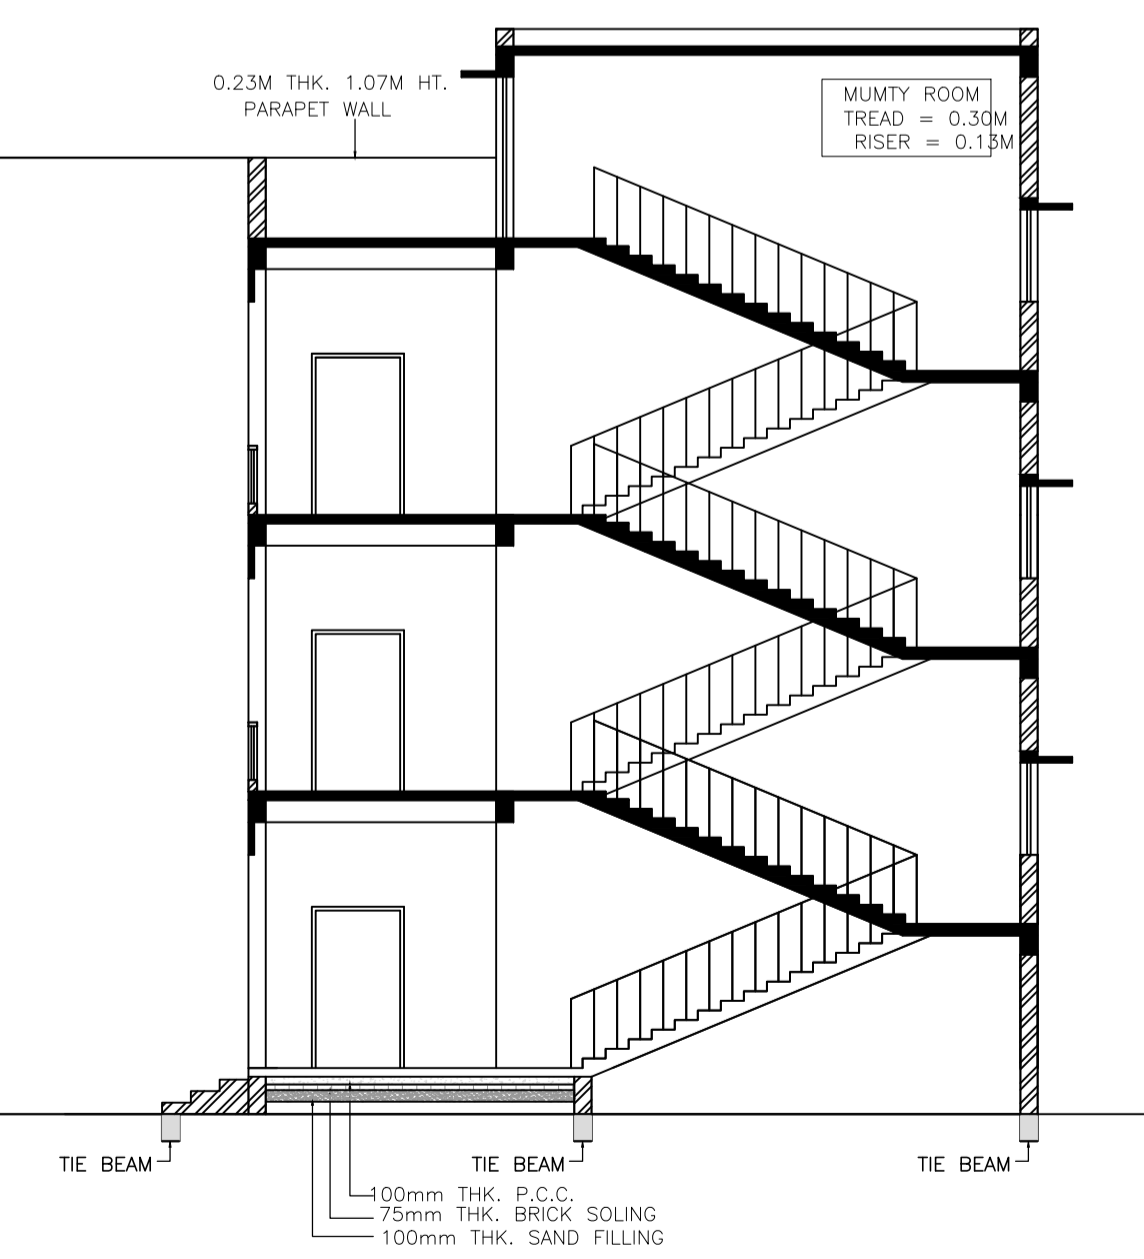 0.23M THK. 1.07M HT.
PARAPET WALL
MUMTY ROOM
TREAD = 0.30M
RISER = 0.13M
TIE BEAM
TIE BEAM
TIE BEAM
100mm THK. P.C.C.
75mm THK. BRICK SOLING
100mm THK. SAND FILLING